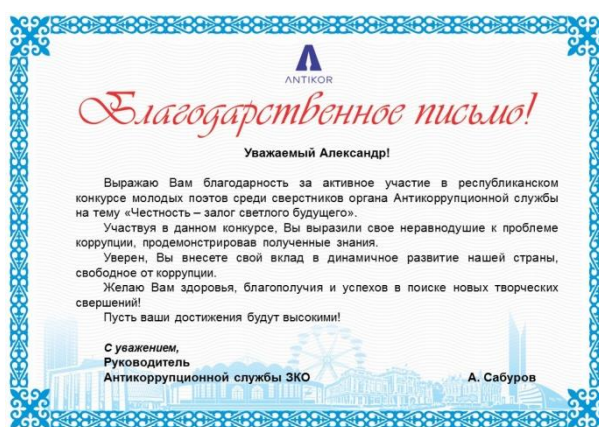 ANTIKOR
Благодарственное письмо!
Уважаемый Александр!
Выражаю Вам благодарность за активное участие в республиканском
конкурсе молодых поэтов среди сверстников органа Антикоррупционной службы
на тему «Честность – залог светлого будущего».
Участвуя в данном конкурсе, Вы выразили свое неравнодушие к проблеме
коррупции, продемонстрировав полученные знания.
Уверен, Вы внесете свой вклад в динамичное развитие нашей страны,
свободное от коррупции.
Желаю Вам здоровья, благополучия и успехов в поиске новых творческих
свершений!
Пусть ваши достижения будут высокими!
С уважением,
Руководитель
Антикоррупционной службы ЗКО А. Сабуров